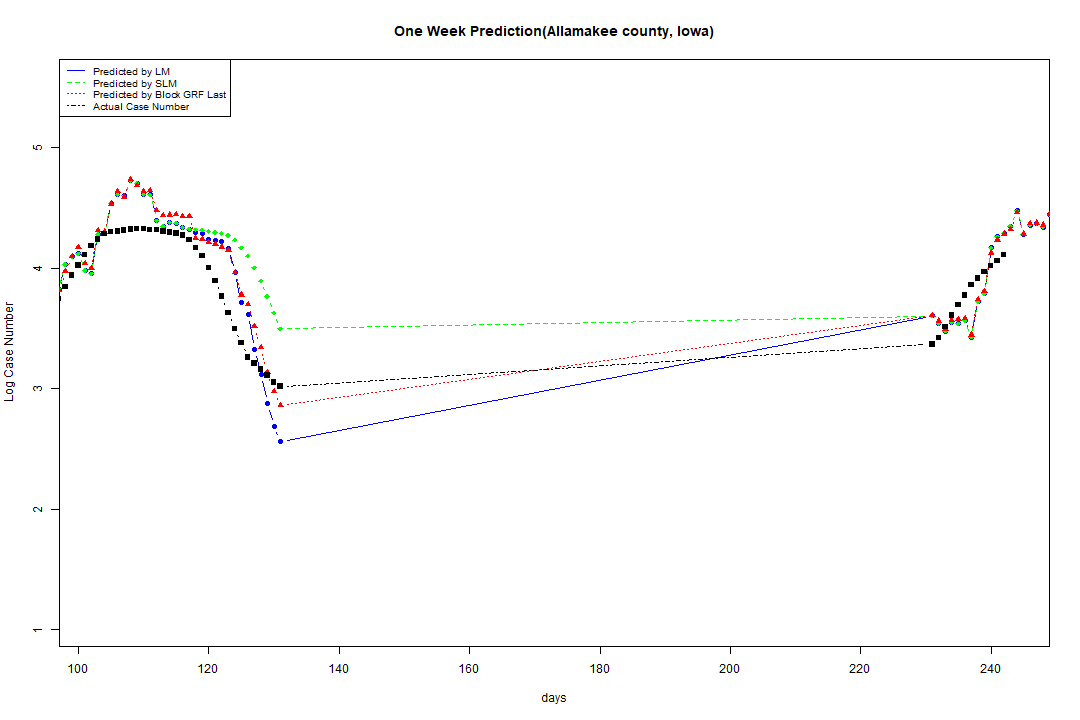 One Week Prediction(Allamakee county, Iowa)
Predicted by LM
Predicted by SLM
Predicted by Block GRF Last
Actual Case Number
5
4
3
2
1
Log Case Number
100 120 140 160 180 200 220 240
days